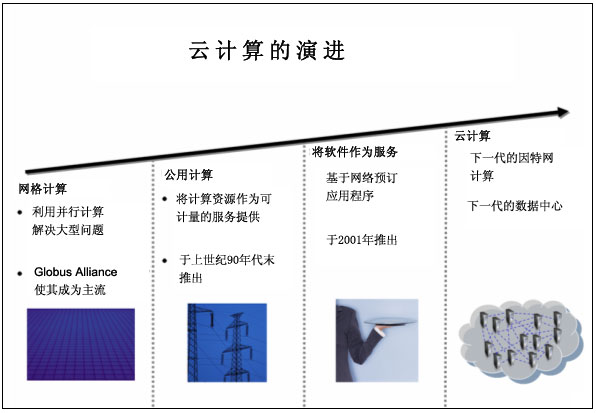 云计算的演进
网格计算
利用并行计算
解决大型问题
Globus Alliance
使其成为主流
公用计算
将计算资源作为可
计量的服务提供
于上世纪90年代末
推出
将软件作为服务
基于网络预订
应用程序
于2001年推出
云计算
下一代的因特网
计算
下一代的数据中心